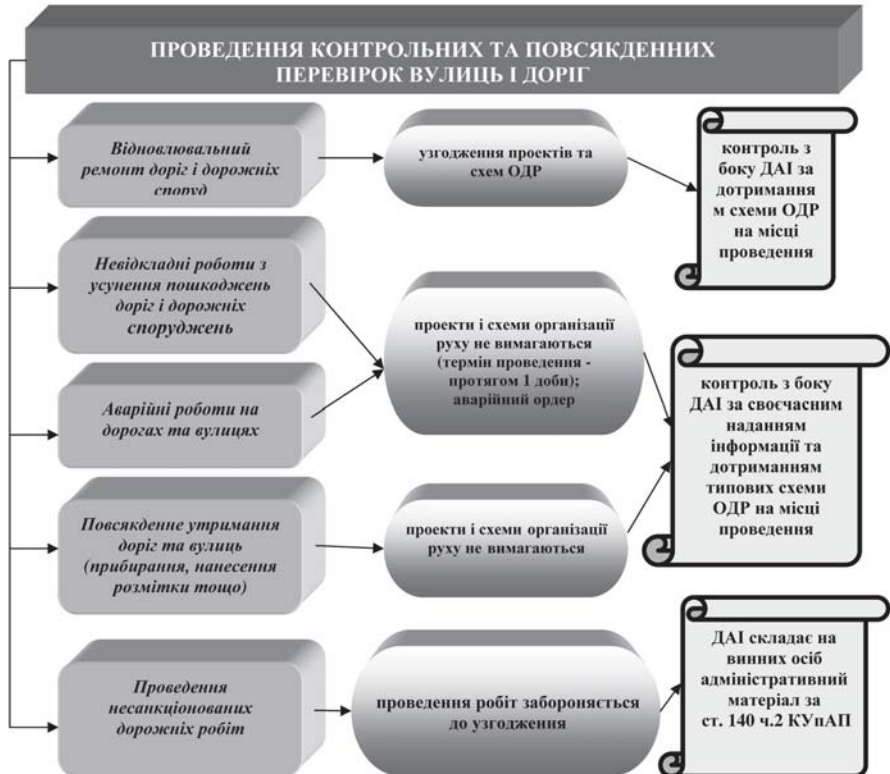 ПРОВЕДЕННЯ КОНТРОЛЬНИХ ТА ПОВСЯКДЕННИХ
ПЕРЕВІРОК ВУЛИЦЬ І ДОРІГ
Відновлювальний
ремонт доріг і дорожніх
споруд
узгодження проектів та
схем ОДР
контроль з
боку ДАІ за
дотримання
м схеми ОДР
на місці
проведення
Невідкладні роботи з
усунення пошкоджень
доріг і дорожніх
споруджень
Аварійні роботи на
дорогах та вулицях
проекти і схеми організації
руху не вимагаються
(термін проведення -
протягом 1 доби);
аварійний ордер
контроль з боку
ДАІ за своєчасним
наданням
інформації та
дотриманням
типових схеми
ОДР на місці
проведення
Повсякденне утримання
доріг та вулиць
(прибирання, нанесення
розмітки тощо)
проекти і схеми організації
руху не вимагаються
Проведення
несанкціонованих
дорожніх робіт
проведення робіт забороняється
до узгодження
ДАІ складає на
винних осіб
адміністративний
матеріал за
ст. 140 ч.2 КУпАП